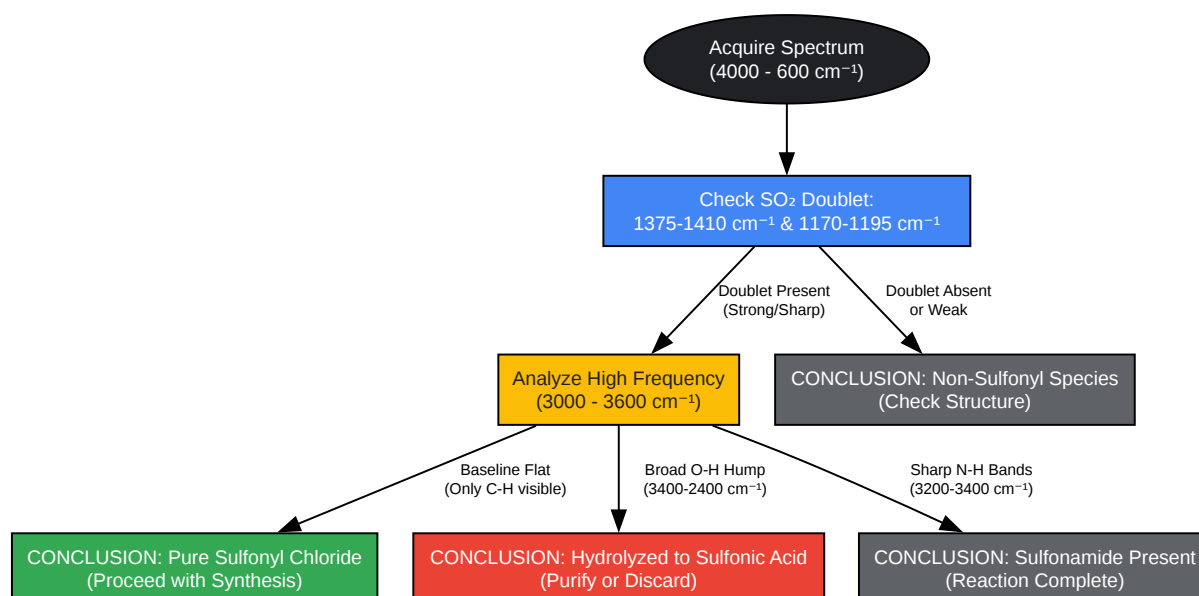 Acquire Spectrum
(4000 - 600 cm⁻¹)
Check SO₂ Doublet:
1375-1410 cm⁻¹ & 1170-1195 cm⁻¹
Doublet Present
(Strong/Sharp)
Doublet Absent
or Weak
Analyze High Frequency
(3000 - 3600 cm⁻¹)
CONCLUSION: Non-Sulfonyl Species
(Check Structure)
Baseline Flat
(Only C-H visible)
Broad O-H Hump
(3400-2400 cm⁻¹)
Sharp N-H Bands
(3200-3400 cm⁻¹)
CONCLUSION: Pure Sulfonyl Chloride
(Proceed with Synthesis)
CONCLUSION: Hydrolyzed to Sulfonic Acid
(Purify or Discard)
CONCLUSION: Sulfonamide Present
(Reaction Complete)